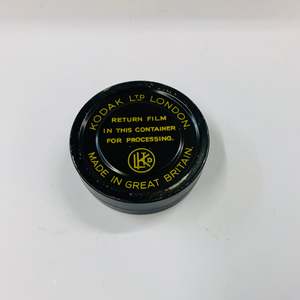 KODAK LTD LONDON.
RETURN FILM
IN THIS CONTAINER
FOR PROCESSING.
MADE IN GREAT BRITAIN.